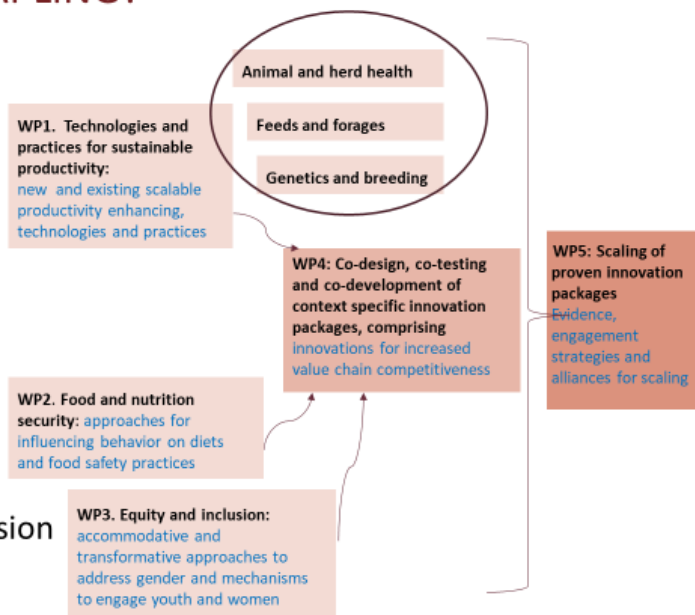 Animal and herd health
Feeds and forages
Genetics and breeding
WP1. Technologies and
practices for sustainable
productivity:
new and existing scalable
productivity enhancing,
technologies and practices
WP4: Co-design, co-testing
and co-development of
context specific innovation
packages, comprising
innovations for increased
value chain competitiveness
WP5: Scaling of
proven innovation
packages
Evidence,
engagement
strategies and
alliances for scaling
WP2. Food and nutrition
security: approaches for
influencing behavior on diets
and food safety practices
WP3. Equity and inclusion:
accommodative and
transformative approaches to
address gender and mechanisms
to engage youth and women